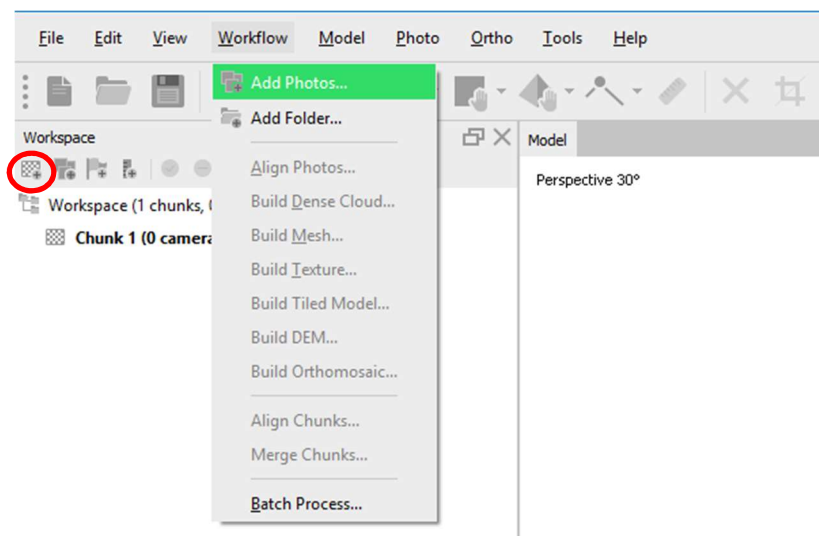 File Edit View Workflow Model Photo Ortho Tools Help
Add Photos...
Add Folder...
Workspace
Model
Align Photos...
Perspective 30°
Build Dense Cloud...
Workspace (1 chunks,
Build Mesh...
Chunk 1 (0 camera
Build Texture...
Build Tiled Model...
Build DEM...
Build Orthomosaic...
Align Chunks...
Merge Chunks...
Batch Process...